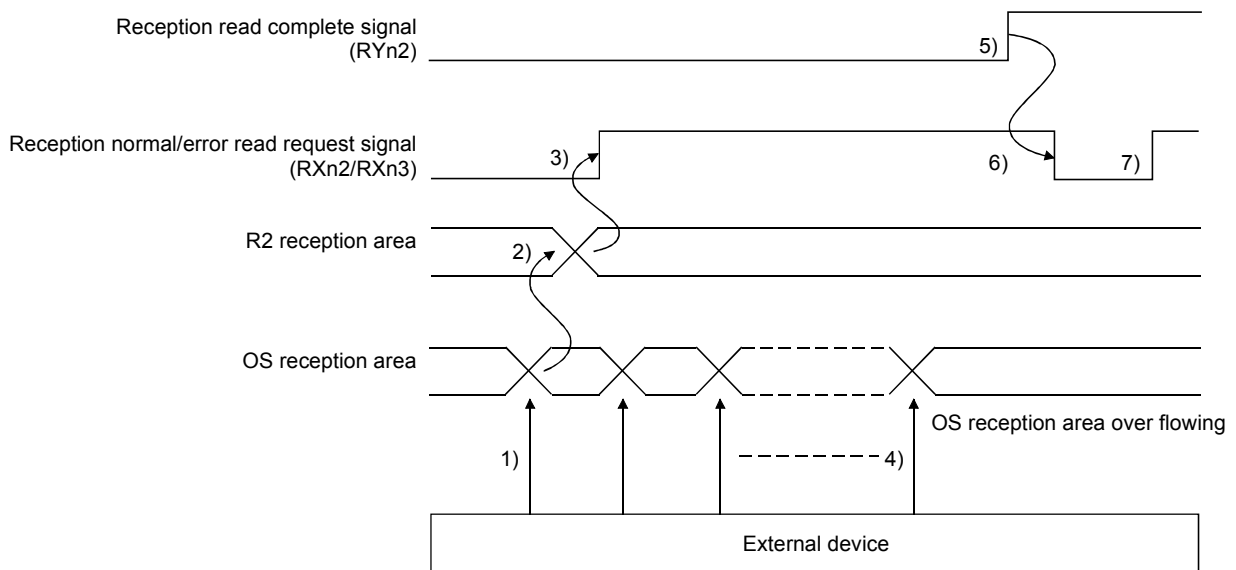 Reception read complete signal
(RYn2)
5)
Reception normal/error read request signal
(RXn2/RXn3)
3)
6)
7)
R2 reception area
2)
OS reception area
OS reception area over flowing
1)
4)
External device